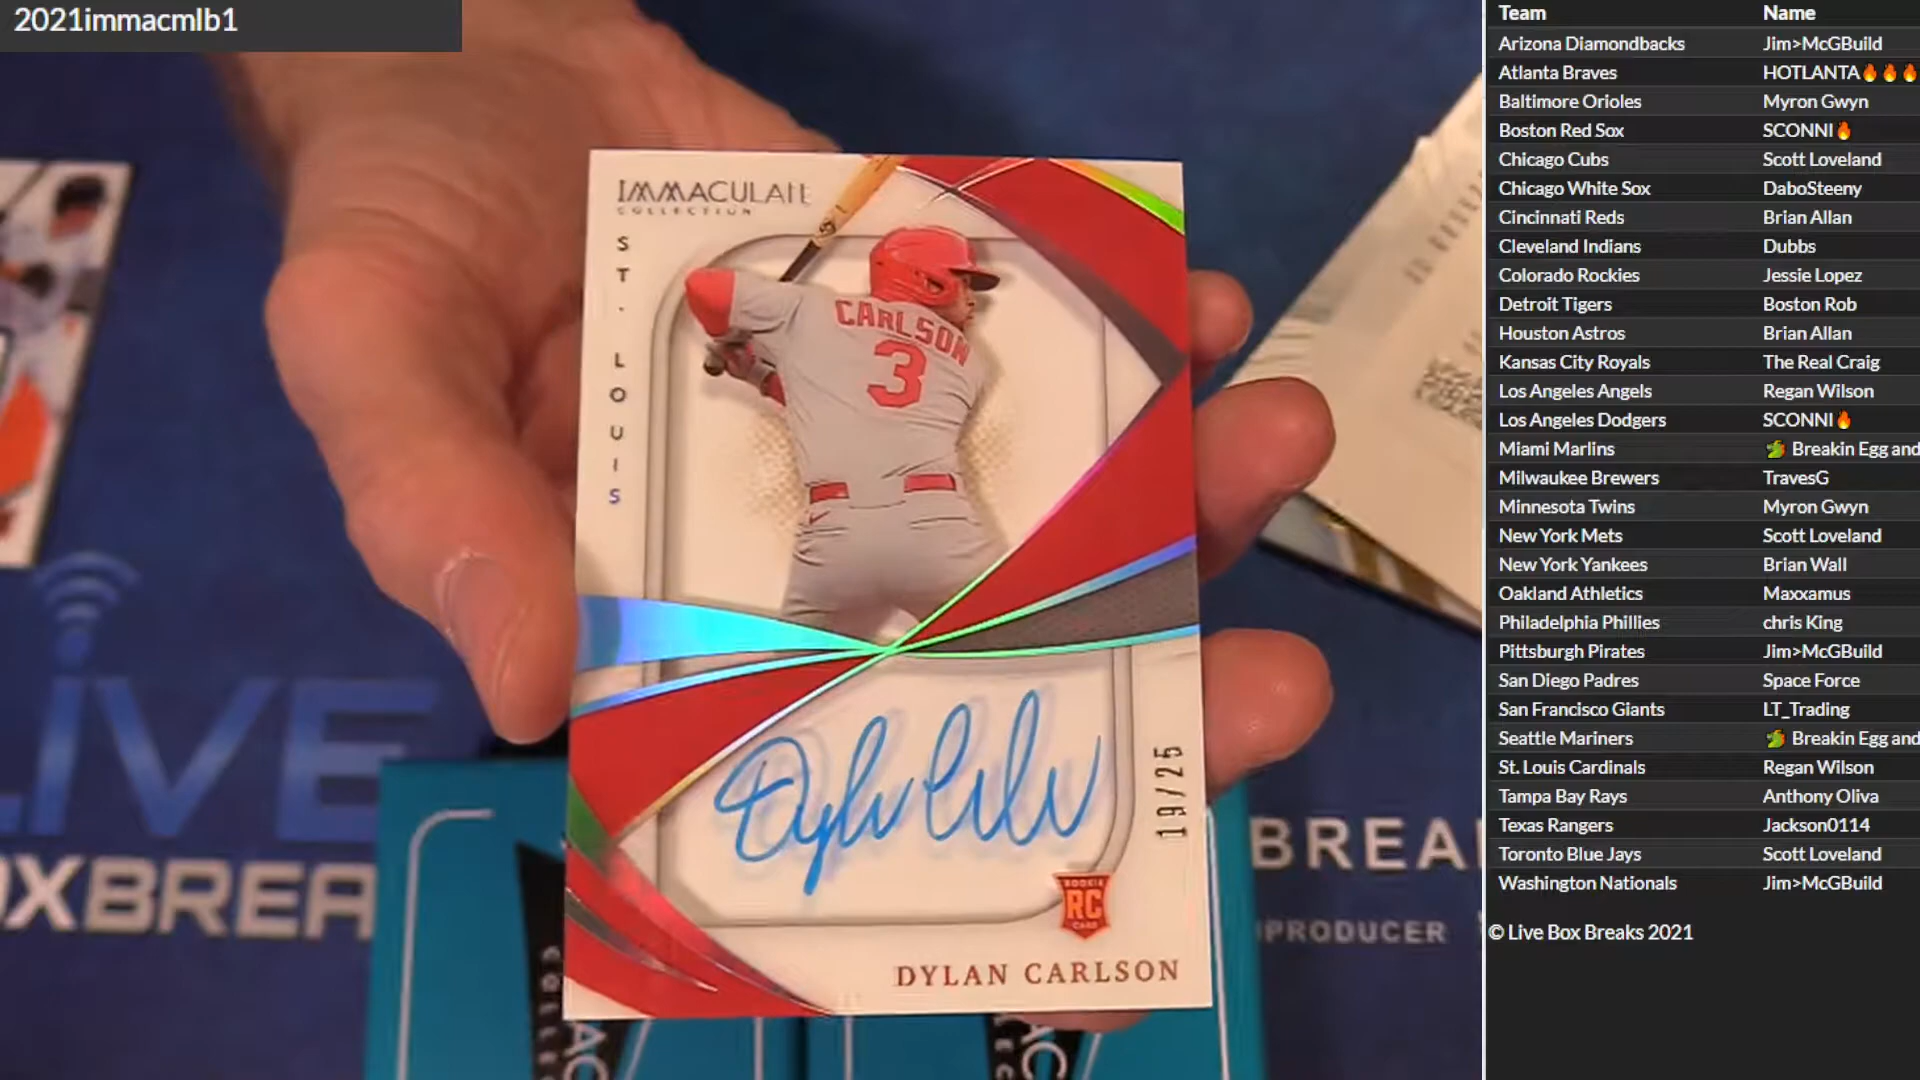 2021immacmlb1
IMMACULATE
COLLECTION
ST. LOUIS
CARLSON
3
Dylan Carlson
19/25
ROOKIE
RC
CARD
DYLAN CARLSON
LIVE
OXBREA
BREA
PRODUCER
Team Name
Arizona Diamondbacks Jim>McGBuild
Atlanta Braves HOTLANTA🔥🔥🔥
Baltimore Orioles Myron Gwyn
Boston Red Sox SCONNI🔥
Chicago Cubs Scott Loveland
Chicago White Sox DaboSteeny
Cincinnati Reds Brian Allan
Cleveland Indians Dubbs
Colorado Rockies Jessie Lopez
Detroit Tigers Boston Rob
Houston Astros Brian Allan
Kansas City Royals The Real Craig
Los Angeles Angels Regan Wilson
Los Angeles Dodgers SCONNI🔥
Miami Marlins 🐲 Breakin Egg and
Milwaukee Brewers TravesG
Minnesota Twins Myron Gwyn
New York Mets Scott Loveland
New York Yankees Brian Wall
Oakland Athletics Maxxamus
Philadelphia Phillies chris King
Pittsburgh Pirates Jim>McGBuild
San Diego Padres Space Force
San Francisco Giants LT_Trading
Seattle Mariners 🐲 Breakin Egg and
St. Louis Cardinals Regan Wilson
Tampa Bay Rays Anthony Oliva
Texas Rangers Jackson0114
Toronto Blue Jays Scott Loveland
Washington Nationals Jim>McGBuild
© Live Box Breaks 2021